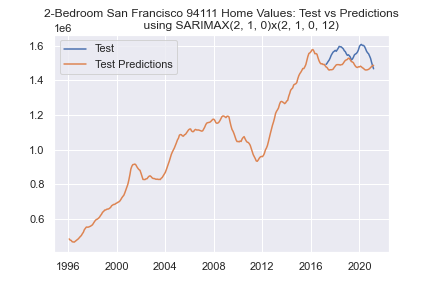 2-Bedroom San Francisco 94111 Home Values: Test vs Predictions
using SARIMAX(2, 1, 0)x(2, 1, 0, 12)
1e6
Test
Test Predictions
1.6
1.4
1.2
1.0
0.8
0.6
1996 2000 2004 2008 2012 2016 2020